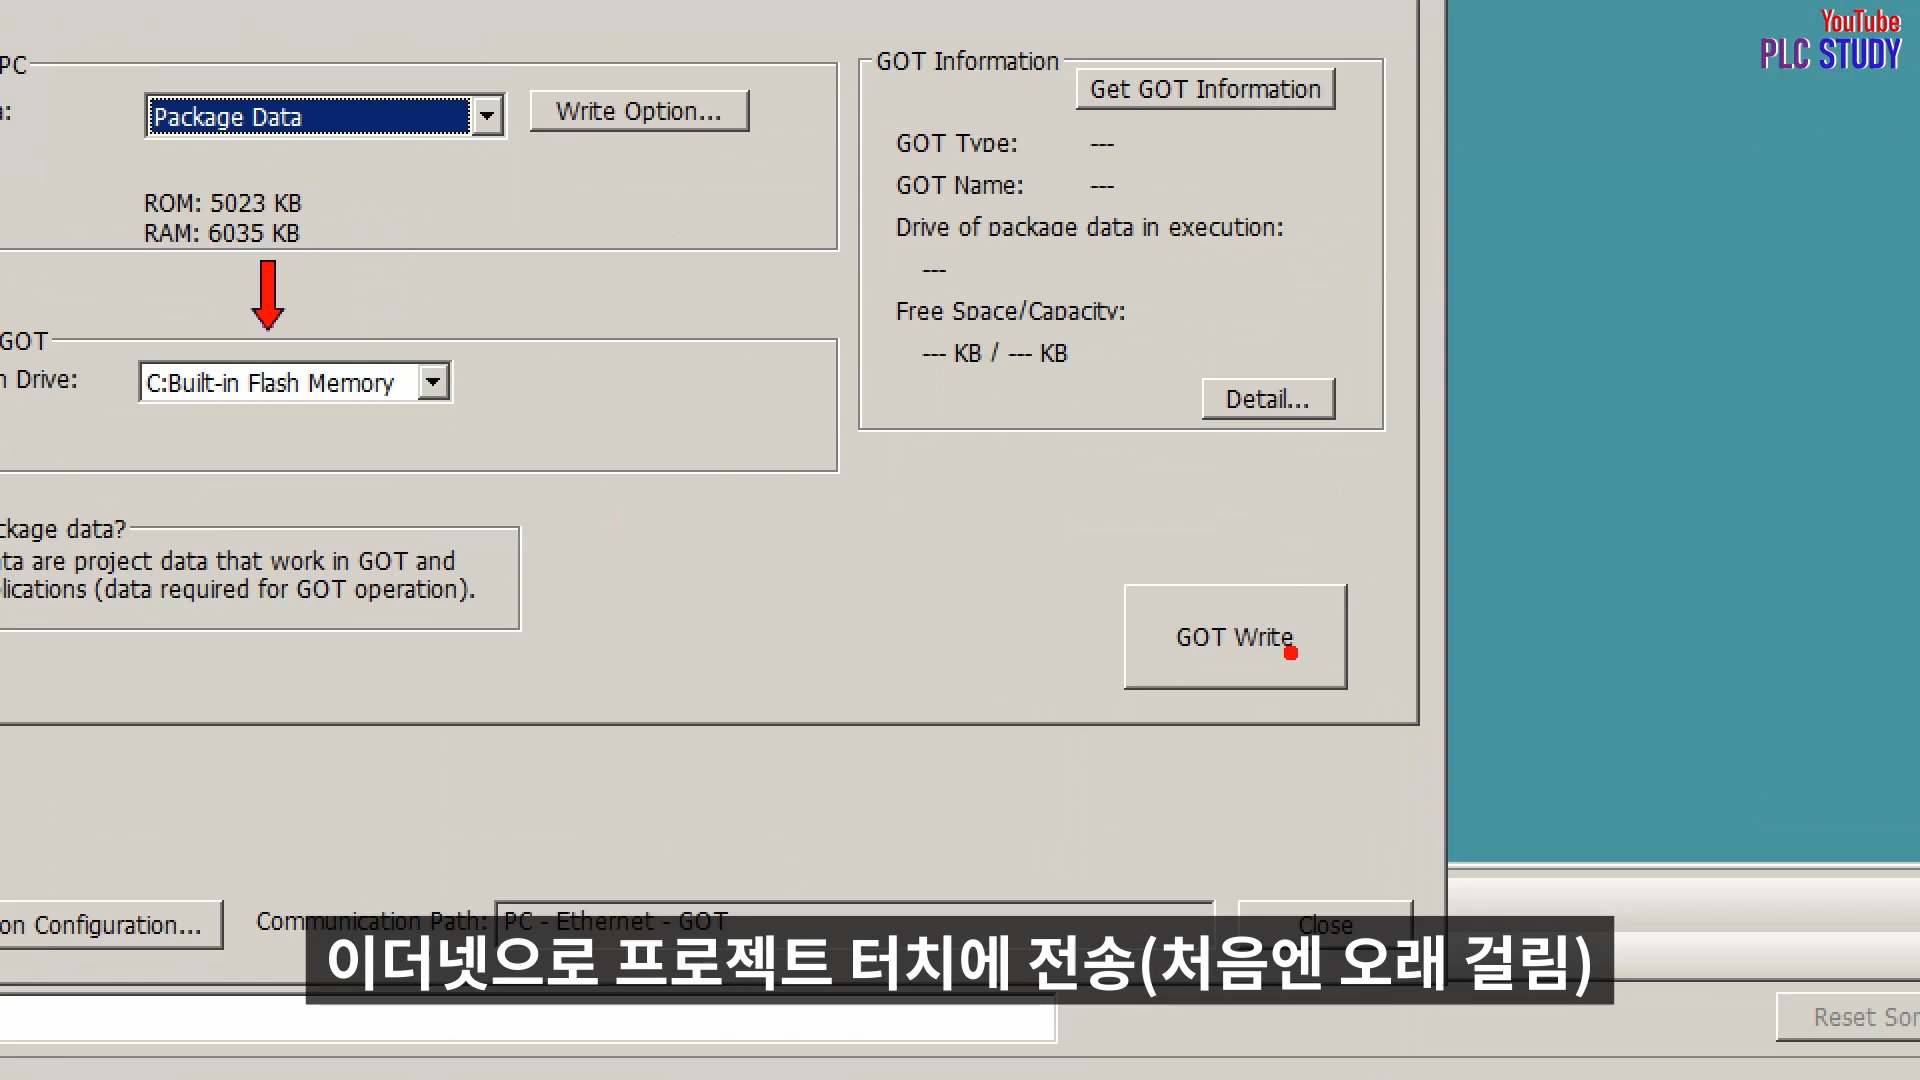 YouTube
PLC STUDY
PC
a:
Package Data
Write Option...
ROM: 5023 KB
RAM: 6035 KB
GOT Information
Get GOT Information
GOT Type: ---
GOT Name: ---
Drive of package data in execution:
---
Free Space/Capacity:
--- KB / --- KB
Detail...
GOT
n Drive:
C:Built-in Flash Memory
ckage data?
ata are project data that work in GOT and
lications (data required for GOT operation).
GOT Write
on Configuration...
Communication Path:
PC - Ethernet - GOT
Close
이더넷으로 프로젝트 터치에 전송(처음엔 오래 걸림)
Reset Sor